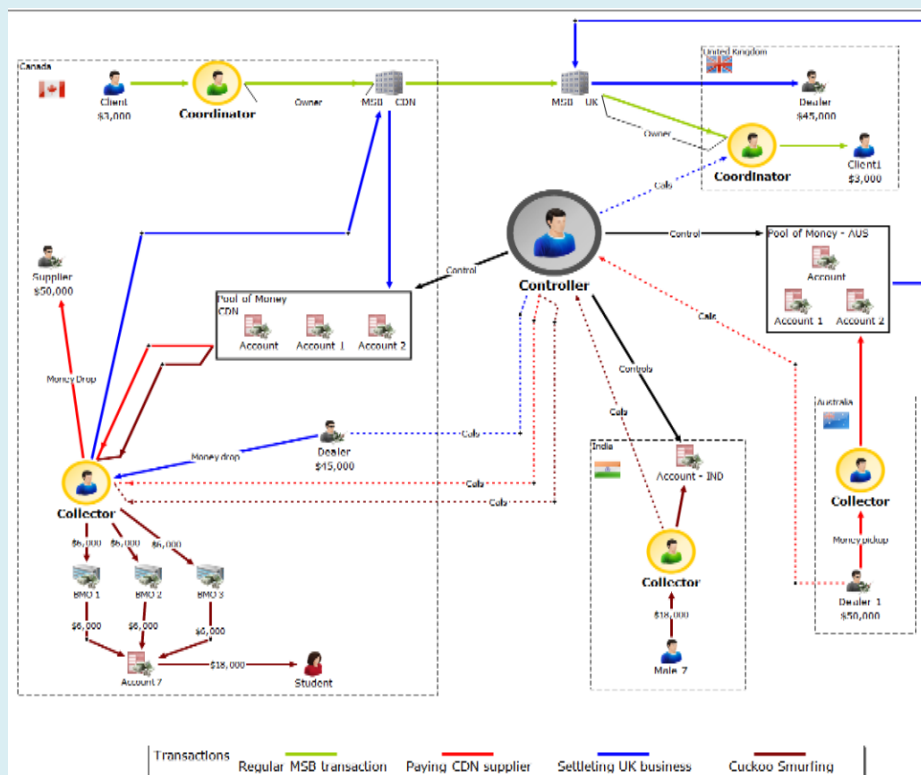 Canada
Client
$3,000
Coordinator
Owner
MSB CDN
MSB UK
United Kingdom
Dealer
$45,000
Owner
Coordinator
Client1
$3,000
Calls
Supplier
$50,000
Control
Controller
Control
Pool of Money - AUS
Account
Account 1
Account 2
Pool of Money
CDN
Account
Account 1
Account 2
Calls
Money Drop
Controls
Australia
Calls
Money drop
Dealer
$45,000
Calls
India
Account - IND
Collector
Calls
Collector
Money pickup
$6,000
$6,000
$6,000
Collector
Dealer 1
$50,000
BMO 1
BMO 2
BMO 3
$18,000
$6,000
$6,000
$6,000
Account 7
$18,000
Student
Male 7
Transactions
Regular MSB transaction
Paying CDN supplier
Settleting UK business
Cuckoo Smurfing